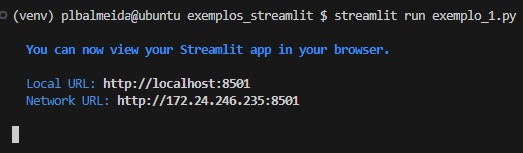 (venv) plbalmeida@ubuntu exemplos_streamlit $ streamlit run exemplo_1.py
You can now view your Streamlit app in your browser.
Local URL: http://localhost:8501
Network URL: http://172.24.246.235:8501